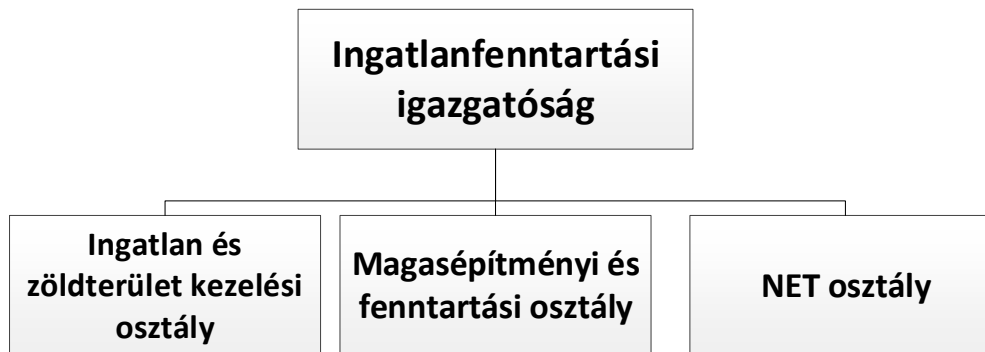 Ingatlanfenntartási
igazgatóság
Ingatlan és
zöldterület kezelési
osztály
Magasépítményi és
fenntartási osztály
NET osztály